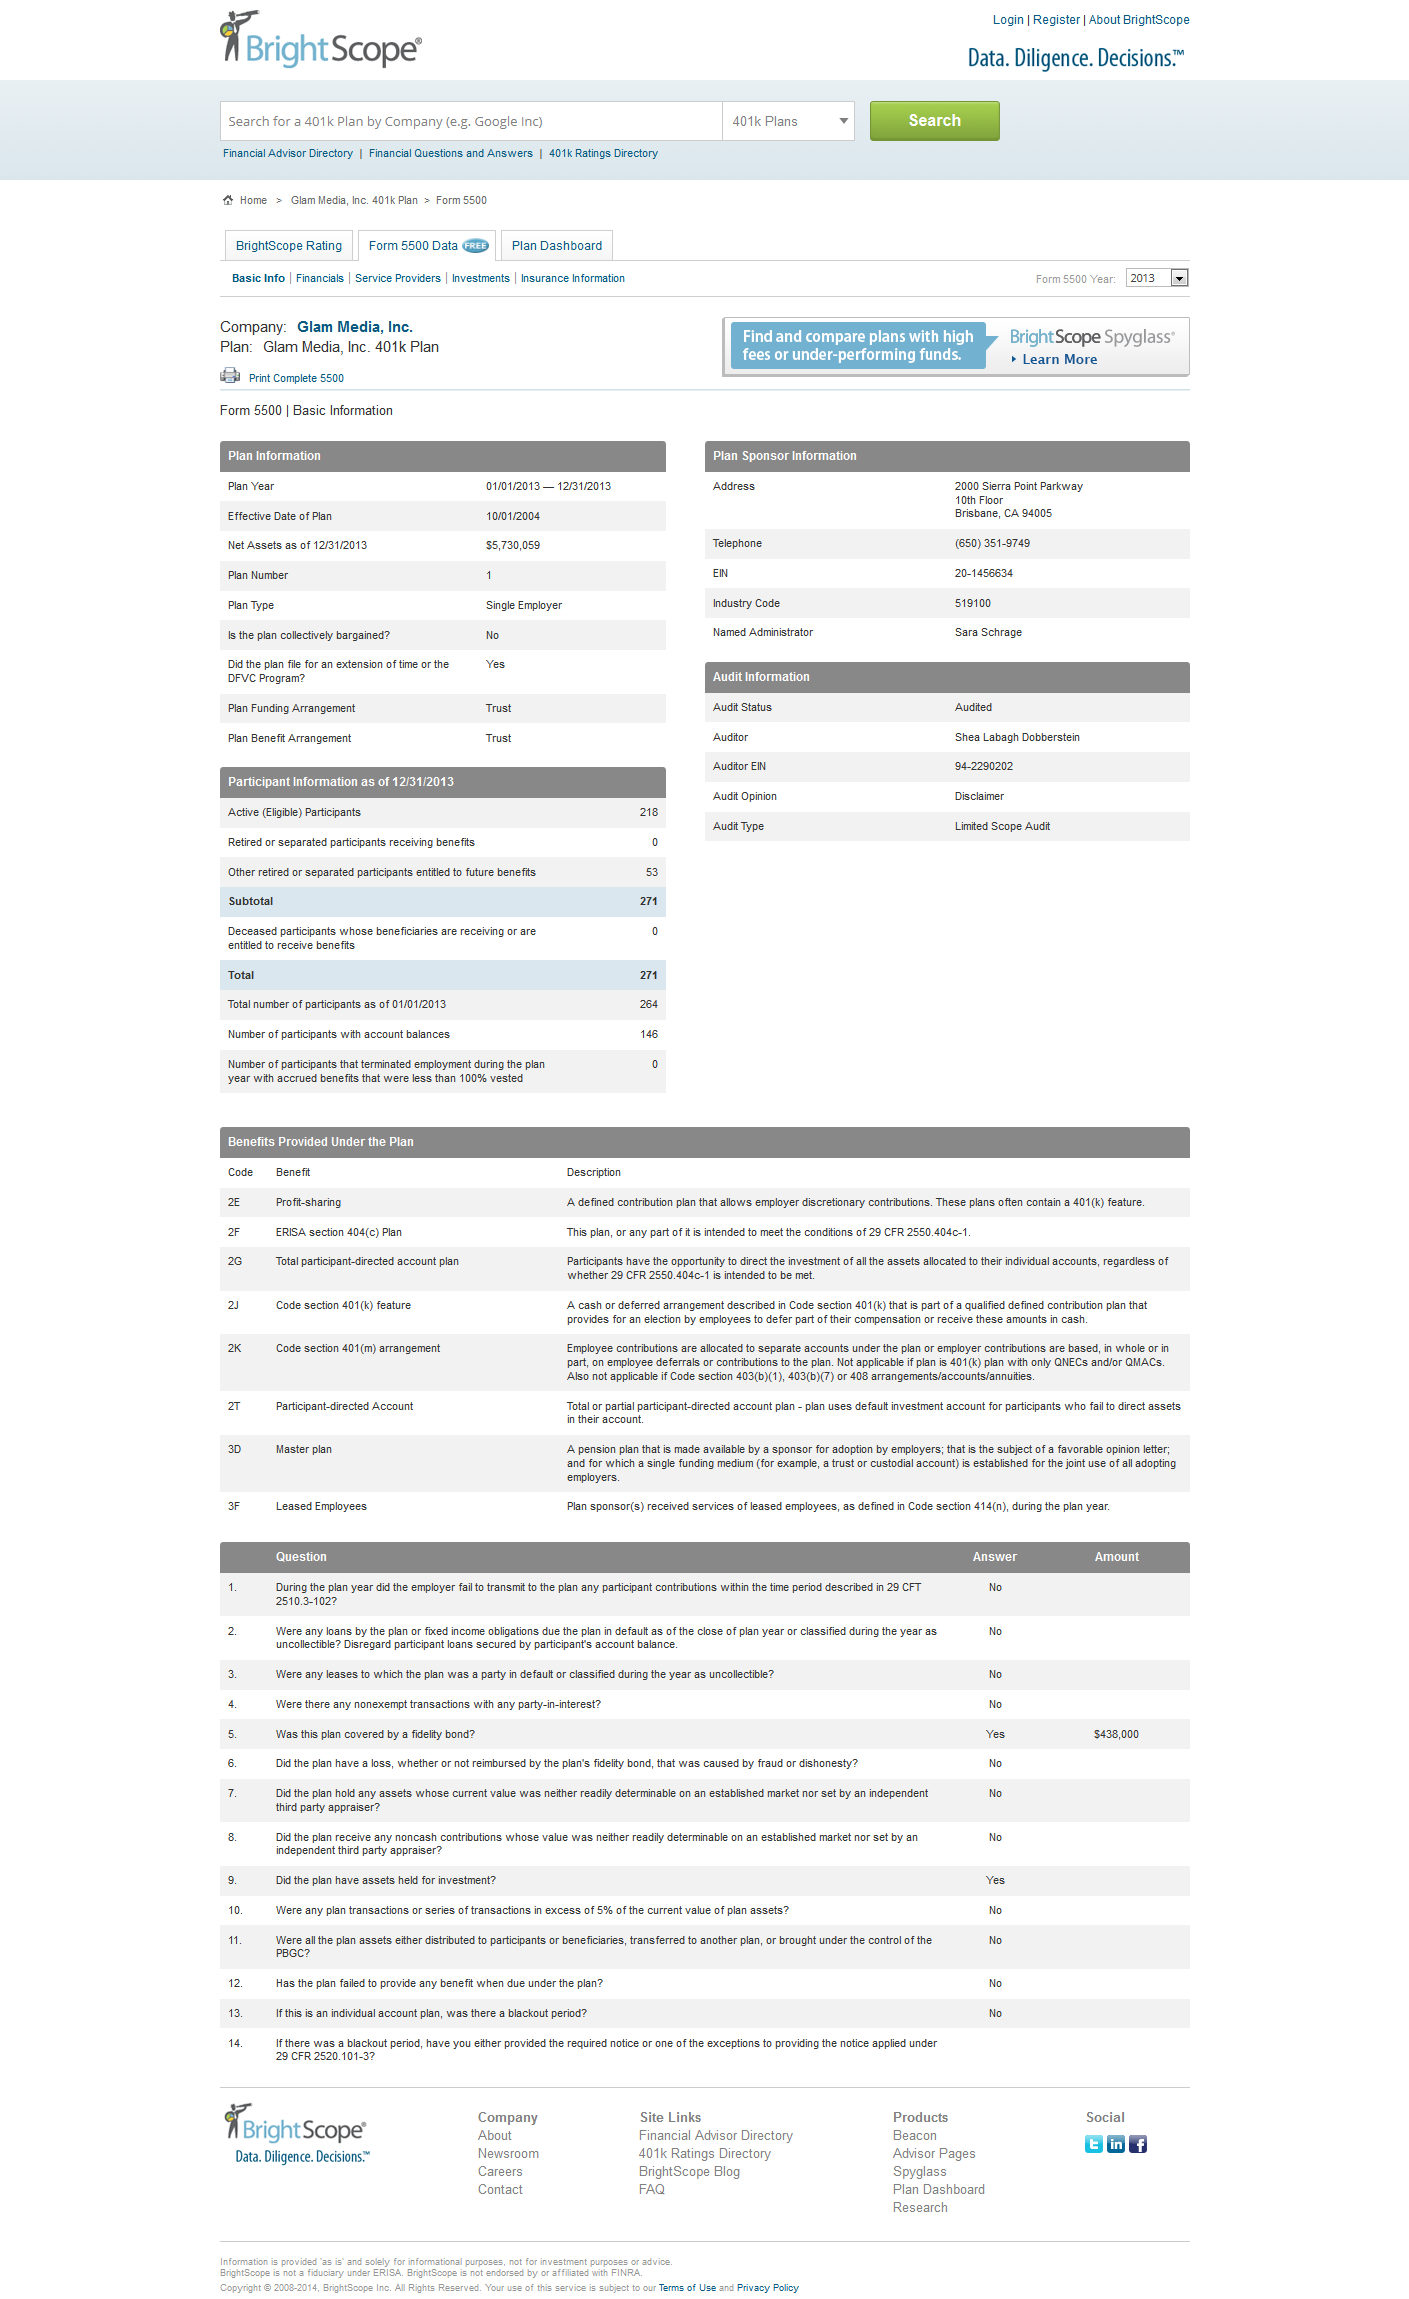 Login | Register | About BrightScope
BrightScope®
Data. Diligence. Decisions.™
Search for a 401k Plan by Company (e.g. Google Inc)
401k Plans
Search
Financial Advisor Directory | Financial Questions and Answers | 401k Ratings Directory
Home > Glam Media, Inc. 401k Plan > Form 5500
BrightScope Rating
Form 5500 Data FREE
Plan Dashboard
Basic Info | Financials | Service Providers | Investments | Insurance Information
Form 5500 Year: 2013
Company: Glam Media, Inc.
Plan: Glam Media, Inc. 401k Plan
Print Complete 5500
Find and compare plans with high
fees or under-performing funds.
BrightScope Spyglass®
Learn More
Form 5500 | Basic Information
Plan Information
Plan Year 01/01/2013 — 12/31/2013
Effective Date of Plan 10/01/2004
Net Assets as of 12/31/2013 $5,730,059
Plan Number 1
Plan Type Single Employer
Is the plan collectively bargained? No
Did the plan file for an extension of time or the Yes
DFVC Program?
Plan Funding Arrangement Trust
Plan Benefit Arrangement Trust
Participant Information as of 12/31/2013
Active (Eligible) Participants 218
Retired or separated participants receiving benefits 0
Other retired or separated participants entitled to future benefits 53
Subtotal 271
Deceased participants whose beneficiaries are receiving or are 0
entitled to receive benefits
Total 271
Total number of participants as of 01/01/2013 264
Number of participants with account balances 146
Number of participants that terminated employment during the plan 0
year with accrued benefits that were less than 100% vested
Plan Sponsor Information
Address 2000 Sierra Point Parkway
10th Floor
Brisbane, CA 94005
Telephone (650) 351-9749
EIN 20-1456634
Industry Code 519100
Named Administrator Sara Schrage
Audit Information
Audit Status Audited
Auditor Shea Labagh Dobberstein
Auditor EIN 94-2290202
Audit Opinion Disclaimer
Audit Type Limited Scope Audit
Benefits Provided Under the Plan
Code Benefit Description
2E Profit-sharing A defined contribution plan that allows employer discretionary contributions. These plans often contain a 401(k) feature.
2F ERISA section 404(c) Plan This plan, or any part of it is intended to meet the conditions of 29 CFR 2550.404c-1.
2G Total participant-directed account plan Participants have the opportunity to direct the investment of all the assets allocated to their individual accounts, regardless of
whether 29 CFR 2550.404c-1 is intended to be met.
2J Code section 401(k) feature A cash or deferred arrangement described in Code section 401(k) that is part of a qualified defined contribution plan that
provides for an election by employees to defer part of their compensation or receive these amounts in cash.
2K Code section 401(m) arrangement Employee contributions are allocated to separate accounts under the plan or employer contributions are based, in whole or in
part, on employee deferrals or contributions to the plan. Not applicable if plan is 401(k) plan with only QNECs and/or QMACs.
Also not applicable if Code section 403(b)(1), 403(b)(7) or 408 arrangements/accounts/annuities.
2T Participant-directed Account Total or partial participant-directed account plan - plan uses default investment account for participants who fail to direct assets
in their account.
3D Master plan A pension plan that is made available by a sponsor for adoption by employers; that is the subject of a favorable opinion letter;
and for which a single funding medium (for example, a trust or custodial account) is established for the joint use of all adopting
employers.
3F Leased Employees Plan sponsor(s) received services of leased employees, as defined in Code section 414(n), during the plan year.
Question Answer Amount
1. During the plan year did the employer fail to transmit to the plan any participant contributions within the time period described in 29 CFT No
2510.3-102?
2. Were any loans by the plan or fixed income obligations due the plan in default as of the close of plan year or classified during the year as No
uncollectible? Disregard participant loans secured by participant's account balance.
3. Were any leases to which the plan was a party in default or classified during the year as uncollectible? No
4. Were there any nonexempt transactions with any party-in-interest? No
5. Was this plan covered by a fidelity bond? Yes $438,000
6. Did the plan have a loss, whether or not reimbursed by the plan's fidelity bond, that was caused by fraud or dishonesty? No
7. Did the plan hold any assets whose current value was neither readily determinable on an established market nor set by an independent No
third party appraiser?
8. Did the plan receive any noncash contributions whose value was neither readily determinable on an established market nor set by an No
independent third party appraiser?
9. Did the plan have assets held for investment? Yes
10. Were any plan transactions or series of transactions in excess of 5% of the current value of plan assets? No
11. Were all the plan assets either distributed to participants or beneficiaries, transferred to another plan, or brought under the control of the No
PBGC?
12. Has the plan failed to provide any benefit when due under the plan? No
13. If this is an individual account plan, was there a blackout period? No
14. If there was a blackout period, have you either provided the required notice or one of the exceptions to providing the notice applied under
29 CFR 2520.101-3?
BrightScope®
Data. Diligence. Decisions.™
Company
About
Newsroom
Careers
Contact
Site Links
Financial Advisor Directory
401k Ratings Directory
BrightScope Blog
FAQ
Products
Beacon
Advisor Pages
Spyglass
Plan Dashboard
Research
Social
Information is provided 'as is' and solely for informational purposes, not for investment purposes or advice.
BrightScope is not a fiduciary under ERISA. BrightScope is not endorsed by or affiliated with FINRA.
Copyright © 2008-2014, BrightScope Inc. All Rights Reserved. Your use of this service is subject to our Terms of Use and Privacy Policy